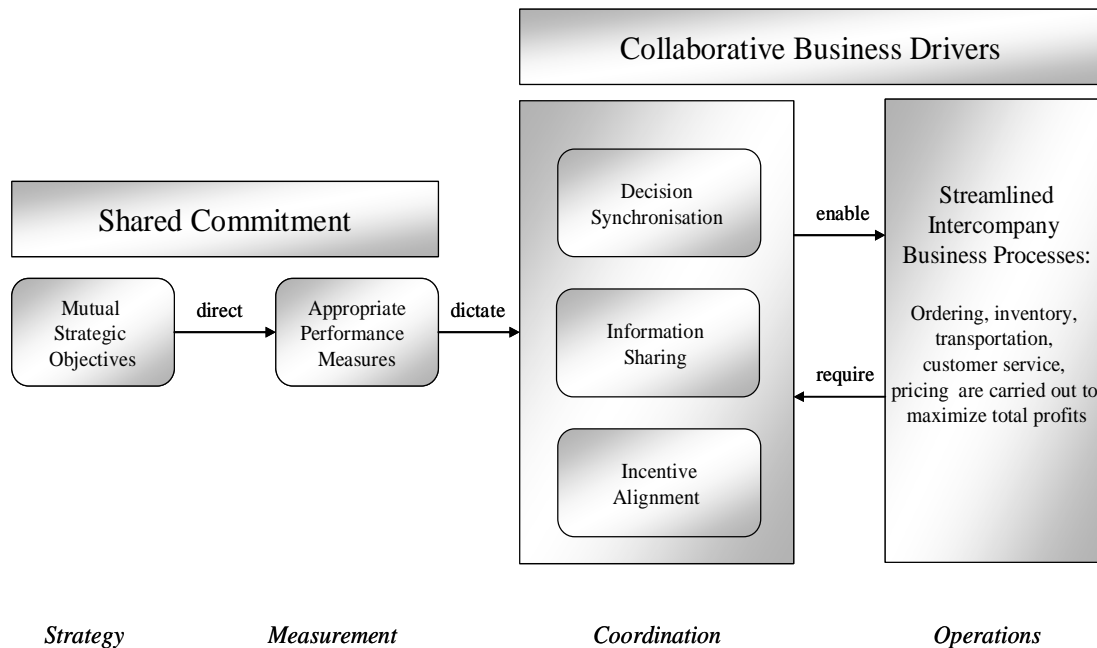 Collaborative Business Drivers
Shared Commitment
Mutual
Strategic
Objectives
direct
Appropriate
Performance
Measures
dictate
Decision
Synchronisation
Information
Sharing
Incentive
Alignment
enable
require
Streamlined
Intercompany
Business Processes:
Ordering, inventory,
transportation,
customer service,
pricing are carried out to
maximize total profits
Strategy
Measurement
Coordination
Operations